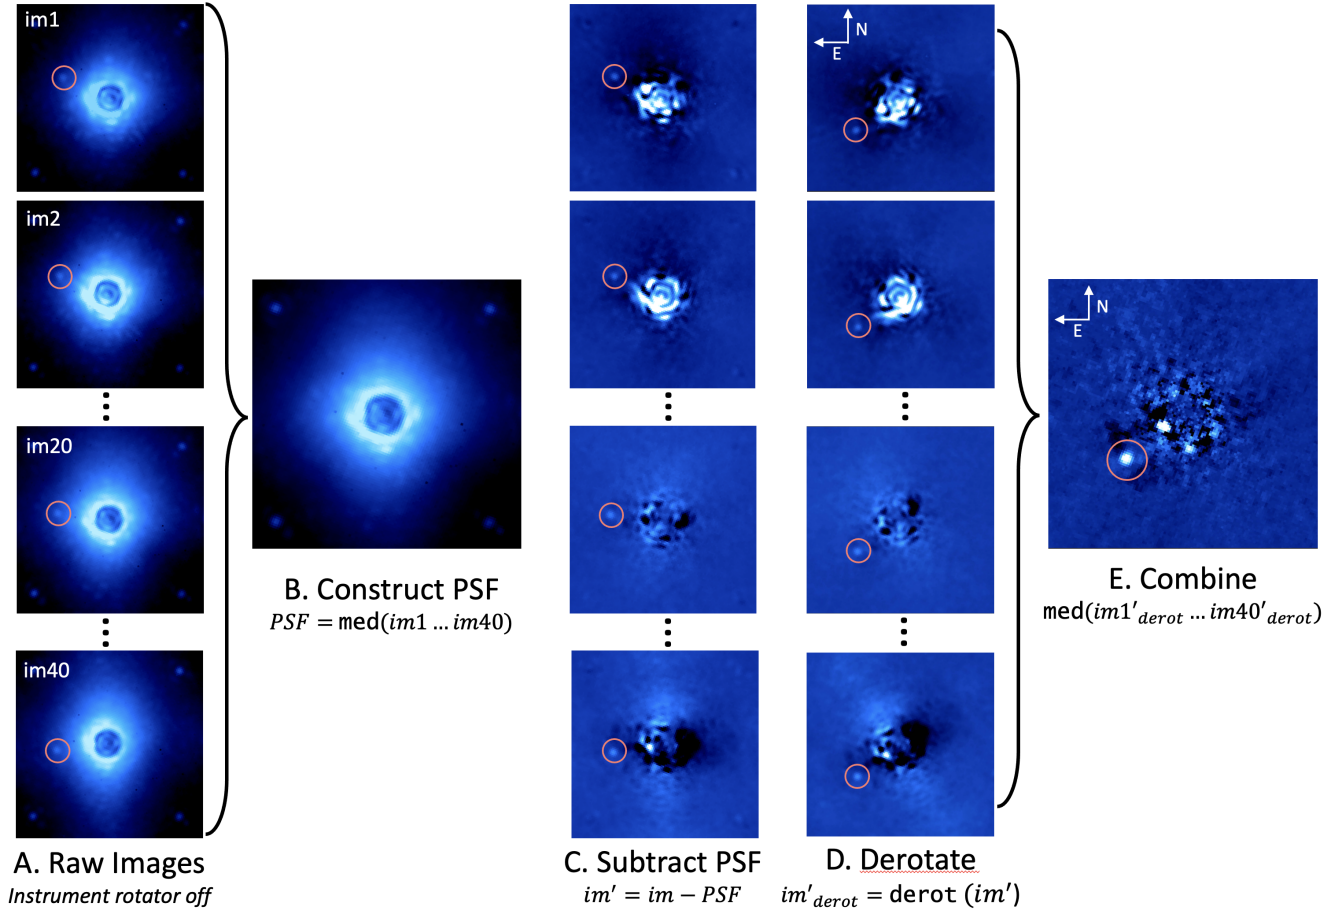 im1
im2
im20
im40
A. Raw Images
Instrument rotator off
B. Construct PSF
PSF = med(im1 ... im40)
C. Subtract PSF
im′ = im − PSF
N
E
D. Derotate
im′derot = derot (im′)
N
E
E. Combine
med(im1′derot ... im40′derot)